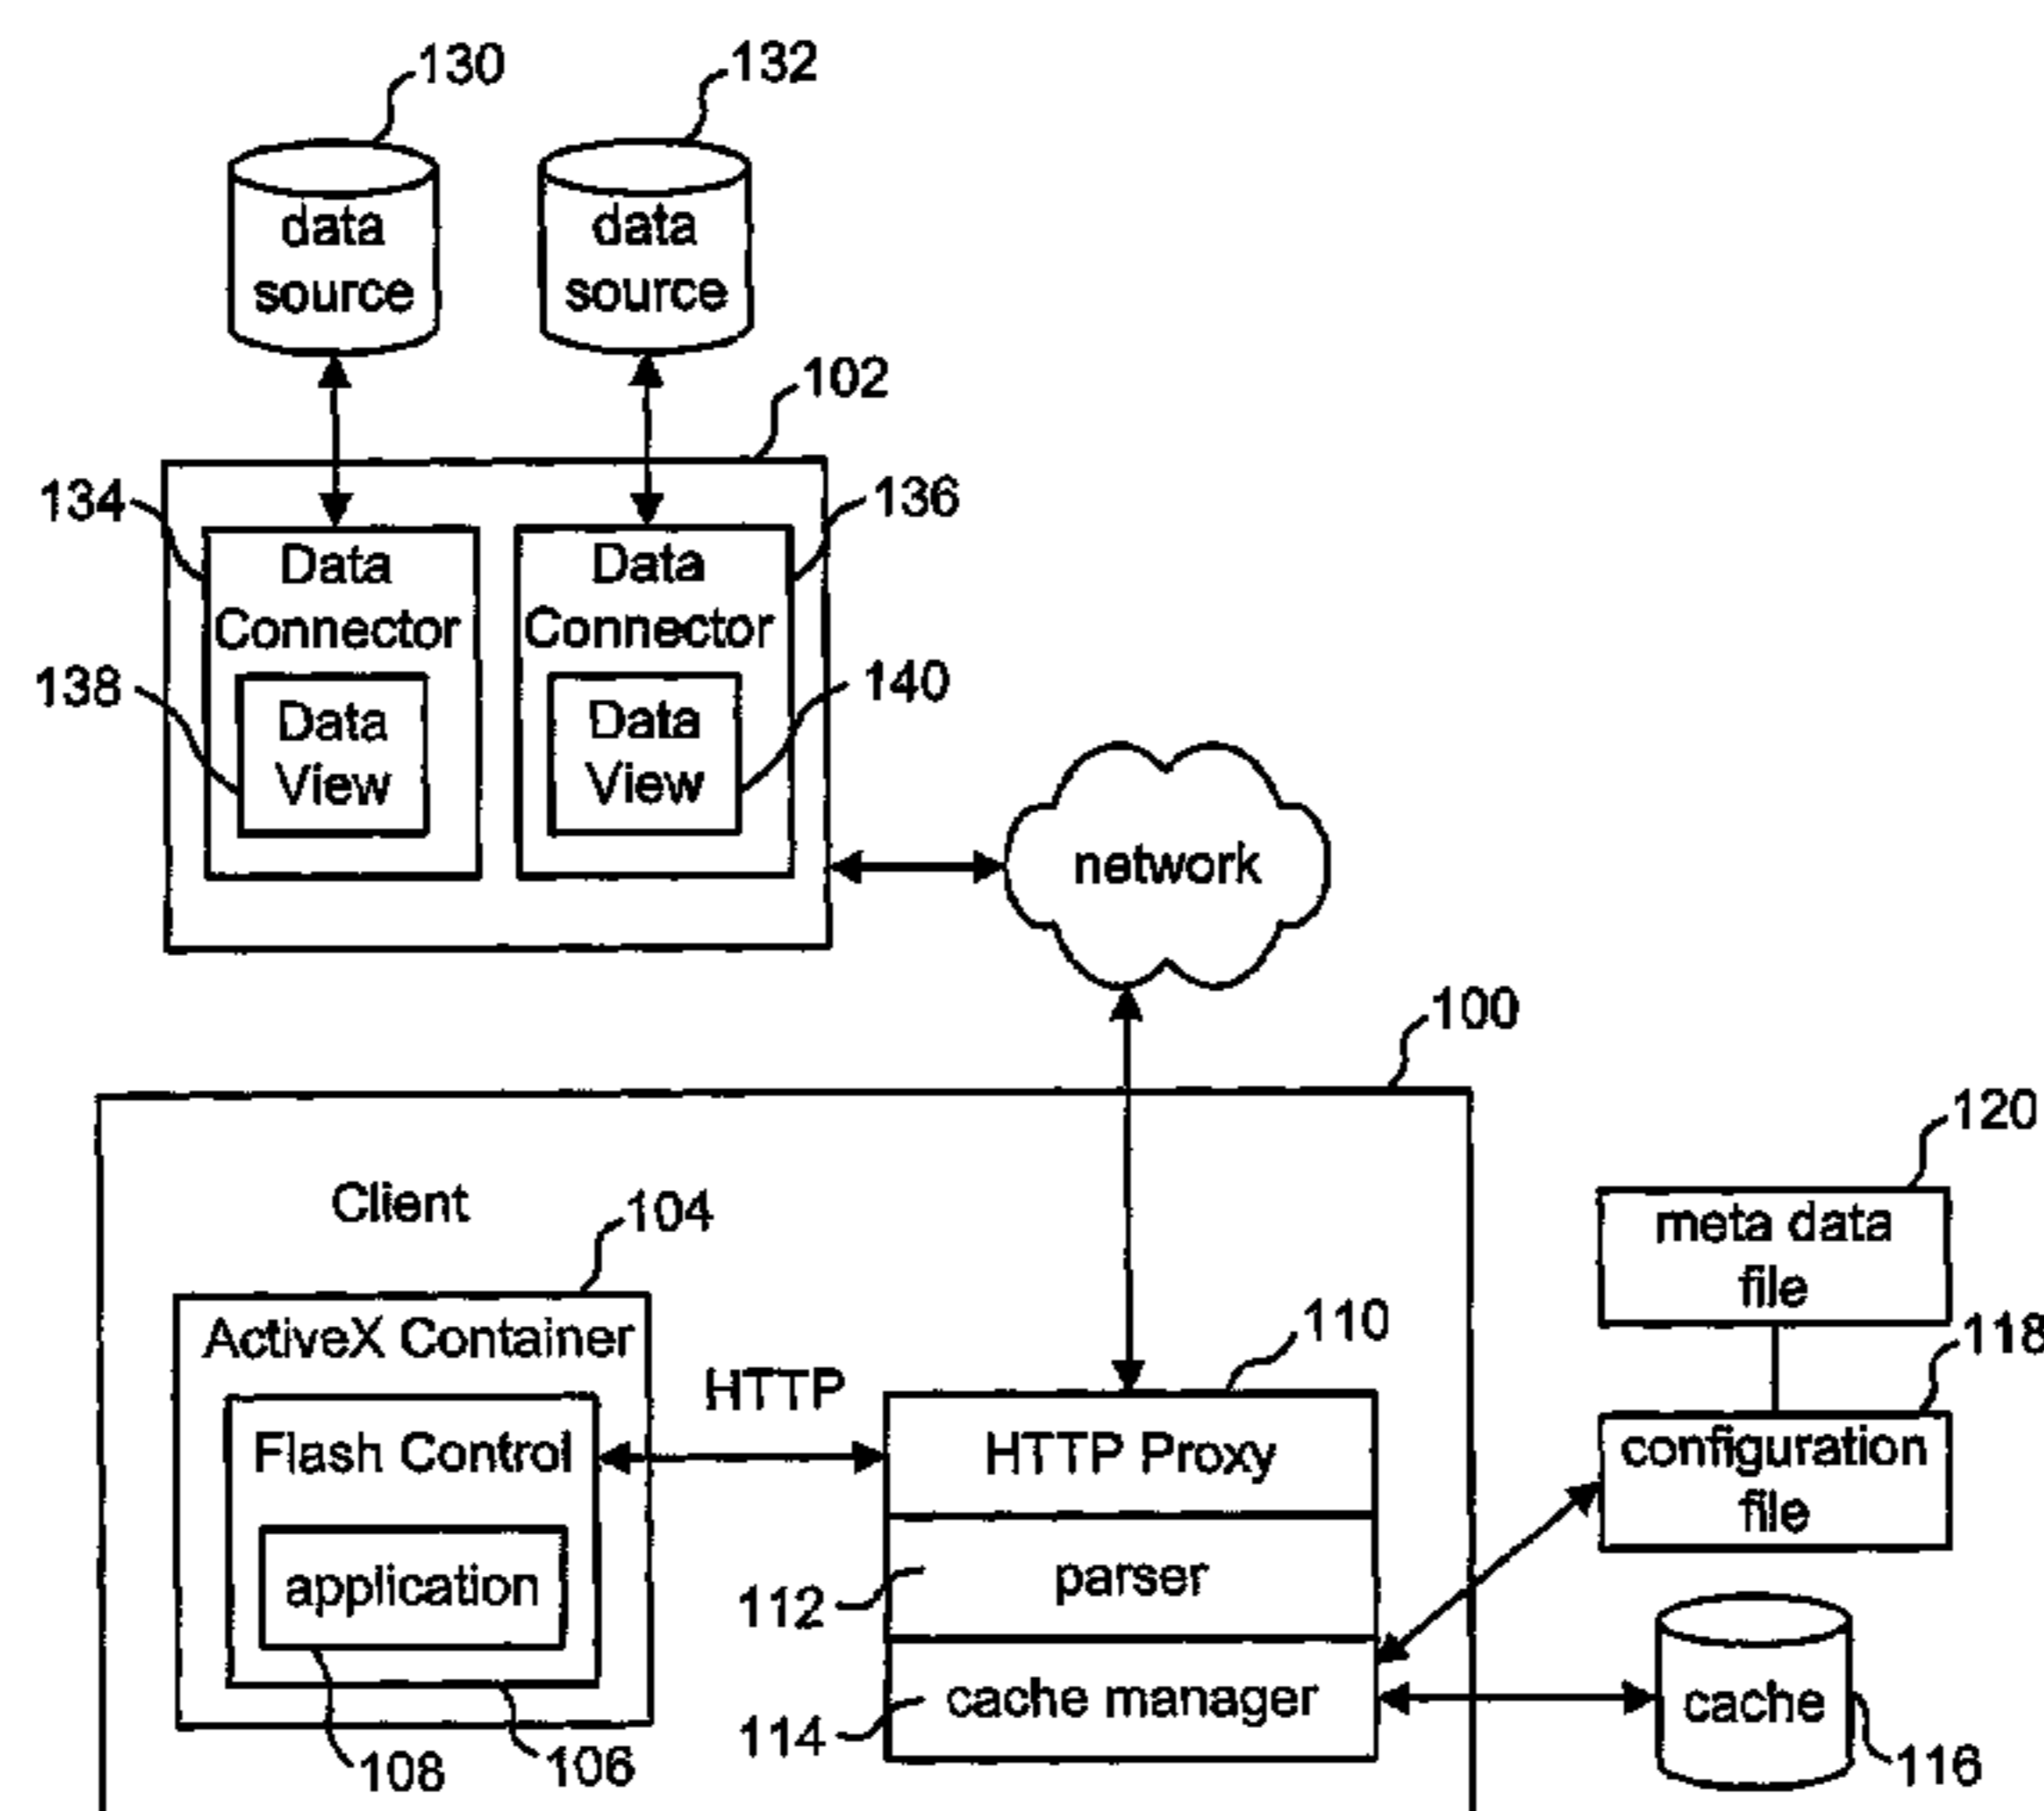 130
132
data
source
data
source
102
134
136
Data
Connector
Data
Connector
138
140
Data
View
Data
View
network
100
120
Client
104
meta data
file
ActiveX Container
110
118
HTTP
Flash Control
HTTP Proxy
configuration
file
application
parser
112
cache manager
cache
114
108
106
116